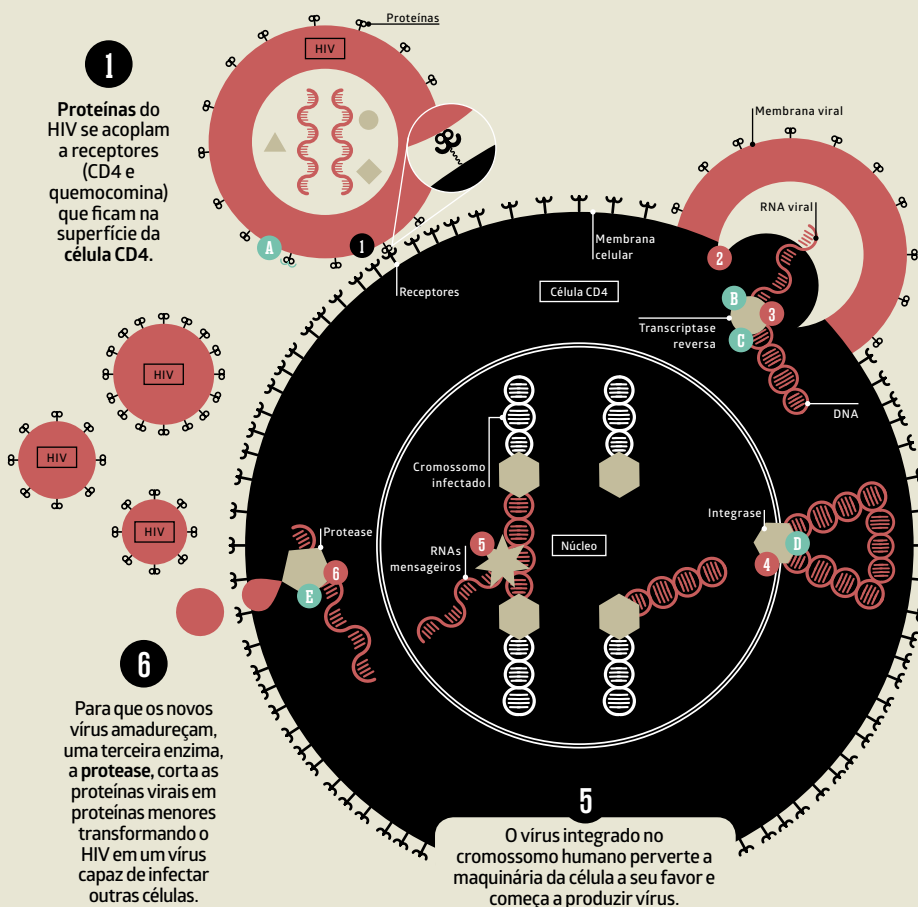 1
Proteínas do
HIV se acoplam
a receptores
(CD4 e
quemocomina)
que ficam na
superfície da
célula CD4.
Proteínas
HIV
A
1
Receptores
Membrana
celular
Célula CD4
Membrana viral
RNA viral
2
B
3
C
Transcriptase
reversa
DNA
HIV
HIV
HIV
Cromossomo
infectado
Integrase
D
4
Núcleo
5
RNAs
mensageiros
Protease
6
E
6
Para que os novos
vírus amadureçam,
uma terceira enzima,
a protease, corta as
proteínas virais em
proteínas menores
transformando o
HIV em um vírus
capaz de infectar
outras células.
5
O vírus integrado no
cromossomo humano perverte a
maquinária da célula a seu favor e
começa a produzir vírus.